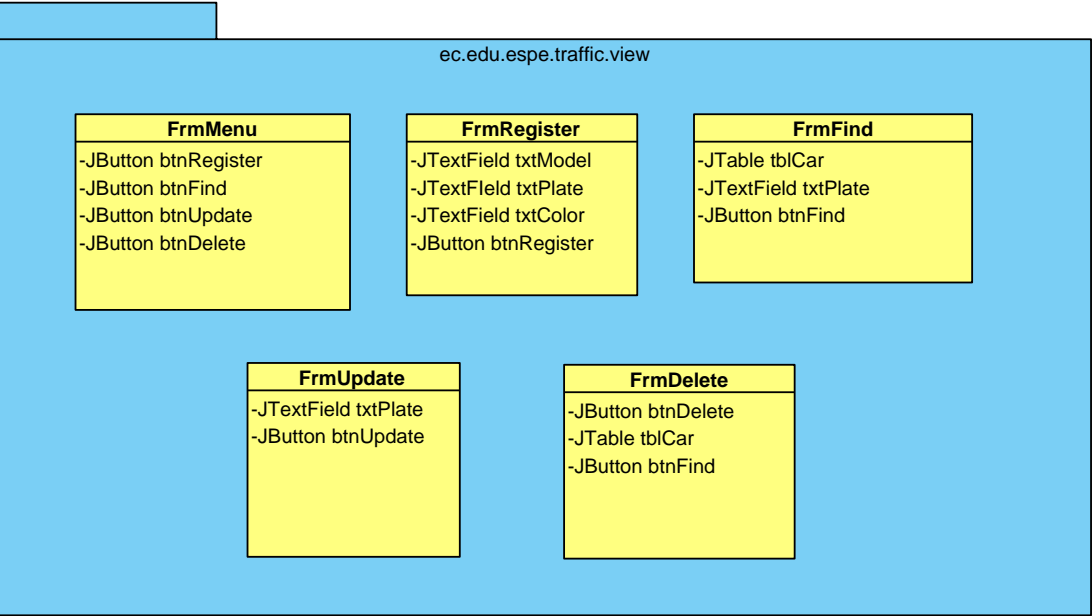 ec.edu.espe.traffic.view
FrmMenu
-JButton btnRegister
-JButton btnFind
-JButton btnUpdate
-JButton btnDelete
FrmRegister
-JTextField txtModel
-JTextFIeld txtPlate
-JTextField txtColor
-JButton btnRegister
FrmFind
-JTable tblCar
-JTextField txtPlate
-JButton btnFind
FrmUpdate
-JTextField txtPlate
-JButton btnUpdate
FrmDelete
-JButton btnDelete
-JTable tblCar
-JButton btnFind